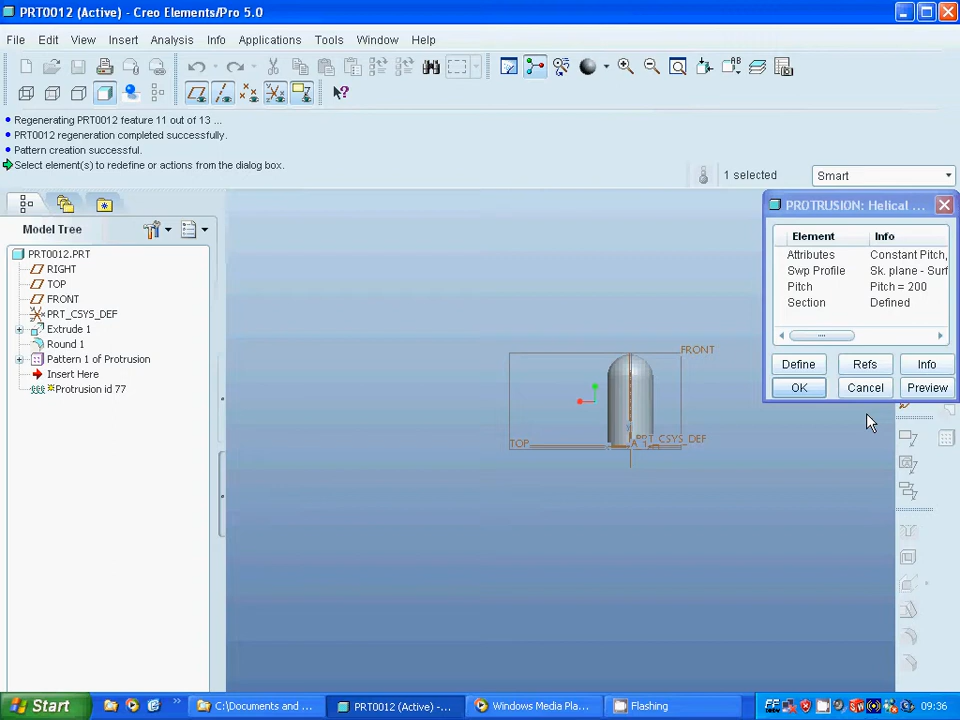 PRT0012 (Active) - Creo Elements/Pro 5.0
File Edit View Insert Analysis Info Applications Tools Window Help
Regenerating PRT0012 feature 11 out of 13 ...
PRT0012 regeneration completed successfully.
Pattern creation successful.
Select element(s) to redefine or actions from the dialog box.
1 selected
Smart
Model Tree
PRT0012.PRT
RIGHT
TOP
FRONT
PRT_CSYS_DEF
Extrude 1
Round 1
Pattern 1 of Protrusion
Insert Here
Protrusion id 77
FRONT
TOP
PRT_CSYS_DEF
A_1
PROTRUSION: Helical ...
Element Info
Attributes Constant Pitch,
Swp Profile Sk. plane - Surf
Pitch Pitch = 200
Section Defined
Define Refs Info
OK Cancel Preview
Start
C:\Documents and ...
PRT0012 (Active) -...
Windows Media Pla...
Flashing
09:36